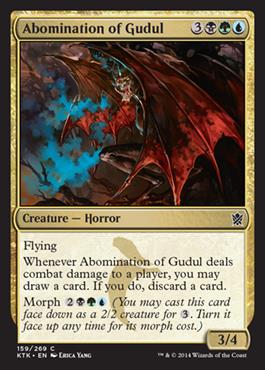 Abomination of Gudul 3
Creature — Horror
Flying
Whenever Abomination of Gudul deals
combat damage to a player, you may
draw a card. If you do, discard a card.
Morph 2 (You may cast this card
face down as a 2/2 creature for 3. Turn it
face up any time for its morph cost.)
3/4
159/269 C
KTK • EN Erica Yang
™ & © 2014 Wizards of the Coast